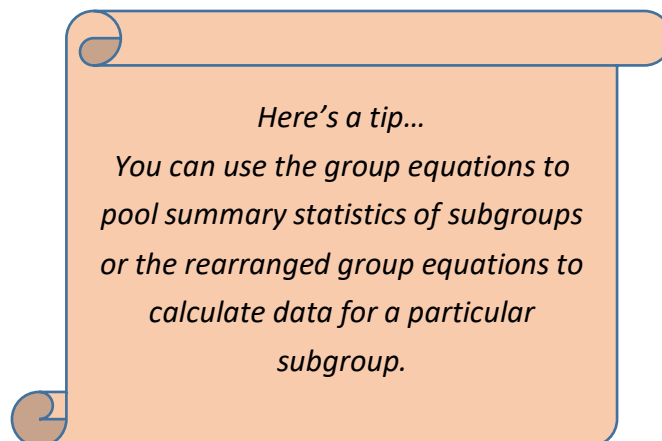 Here’s a tip…
You can use the group equations to
pool summary statistics of subgroups
or the rearranged group equations to
calculate data for a particular
subgroup.